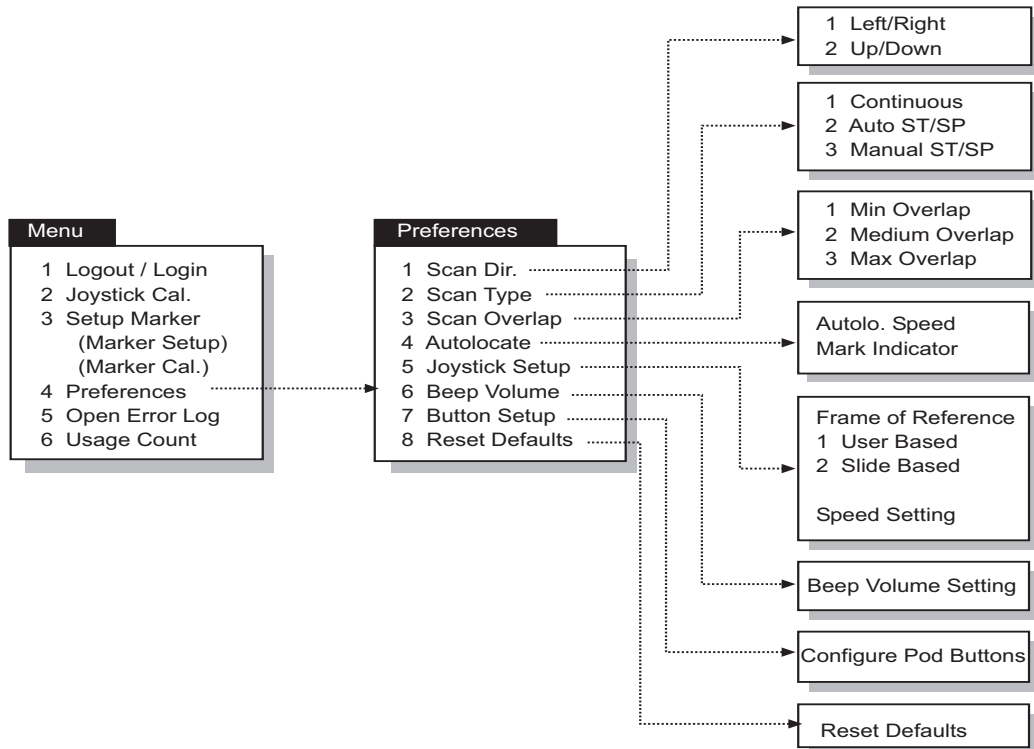 Menu
1 Logout / Login
2 Joystick Cal.
3 Setup Marker
(Marker Setup)
(Marker Cal.)
4 Preferences
5 Open Error Log
6 Usage Count
Preferences
1 Scan Dir.
2 Scan Type
3 Scan Overlap
4 Autolocate
5 Joystick Setup
6 Beep Volume
7 Button Setup
8 Reset Defaults
1 Left/Right
2 Up/Down
1 Continuous
2 Auto ST/SP
3 Manual ST/SP
1 Min Overlap
2 Medium Overlap
3 Max Overlap
Autolo. Speed
Mark Indicator
Frame of Reference
1 User Based
2 Slide Based
Speed Setting
Beep Volume Setting
Configure Pod Buttons
Reset Defaults